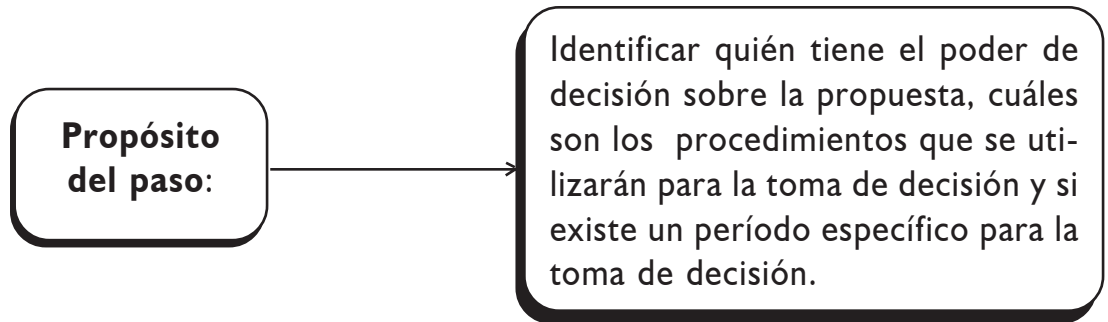 Propósito
del paso:
Identificar quién tiene el poder de
decisión sobre la propuesta, cuáles
son los procedimientos que se uti-
lizarán para la toma de decisión y si
existe un período específico para la
toma de decisión.